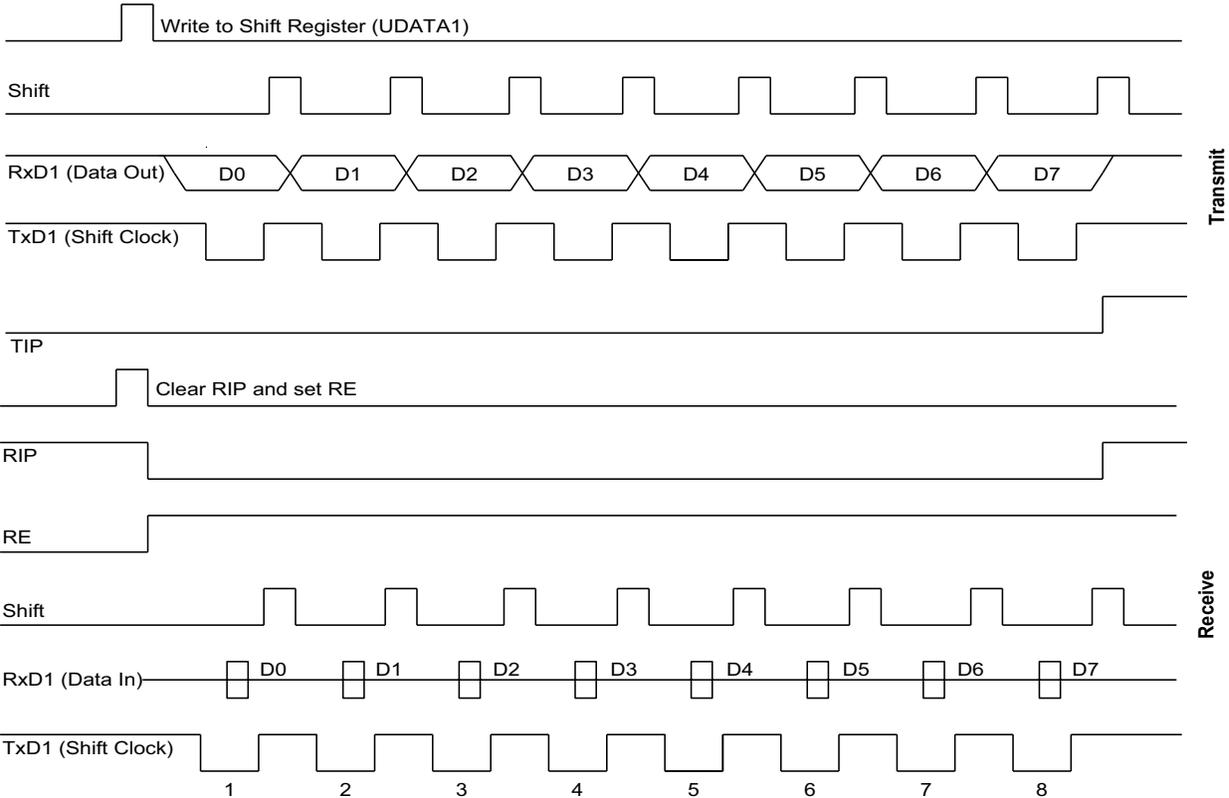 Write to Shift Register (UDATA1)
Shift
RxD1 (Data Out) D0 D1 D2 D3 D4 D5 D6 D7
TxD1 (Shift Clock)
TIP
Transmit
Clear RIP and set RE
RIP
RE
Shift
RxD1 (Data In) D0 D1 D2 D3 D4 D5 D6 D7
TxD1 (Shift Clock)
1 2 3 4 5 6 7 8
Receive